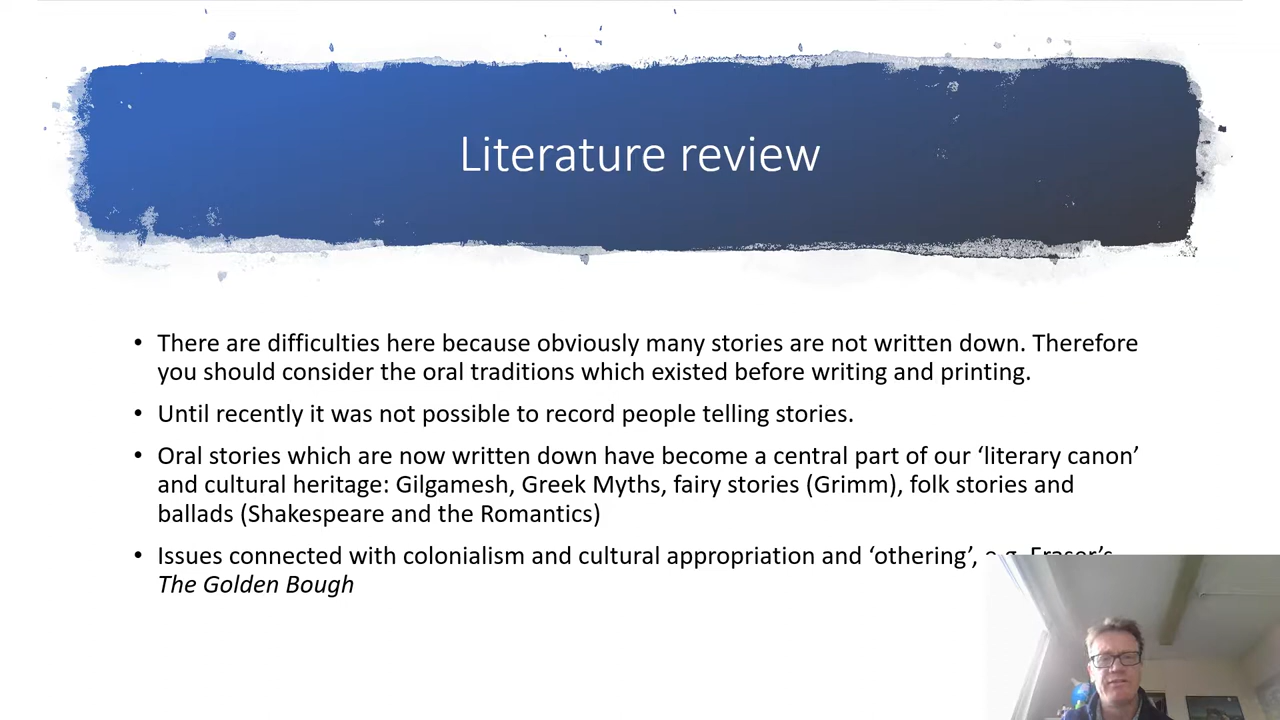 Literature review
• There are difficulties here because obviously many stories are not written down. Therefore
you should consider the oral traditions which existed before writing and printing.
• Until recently it was not possible to record people telling stories.
• Oral stories which are now written down have become a central part of our ‘literary canon’
and cultural heritage: Gilgamesh, Greek Myths, fairy stories (Grimm), folk stories and
ballads (Shakespeare and the Romantics)
• Issues connected with colonialism and cultural appropriation and ‘othering’, e.g. Fraser’s
The Golden Bough